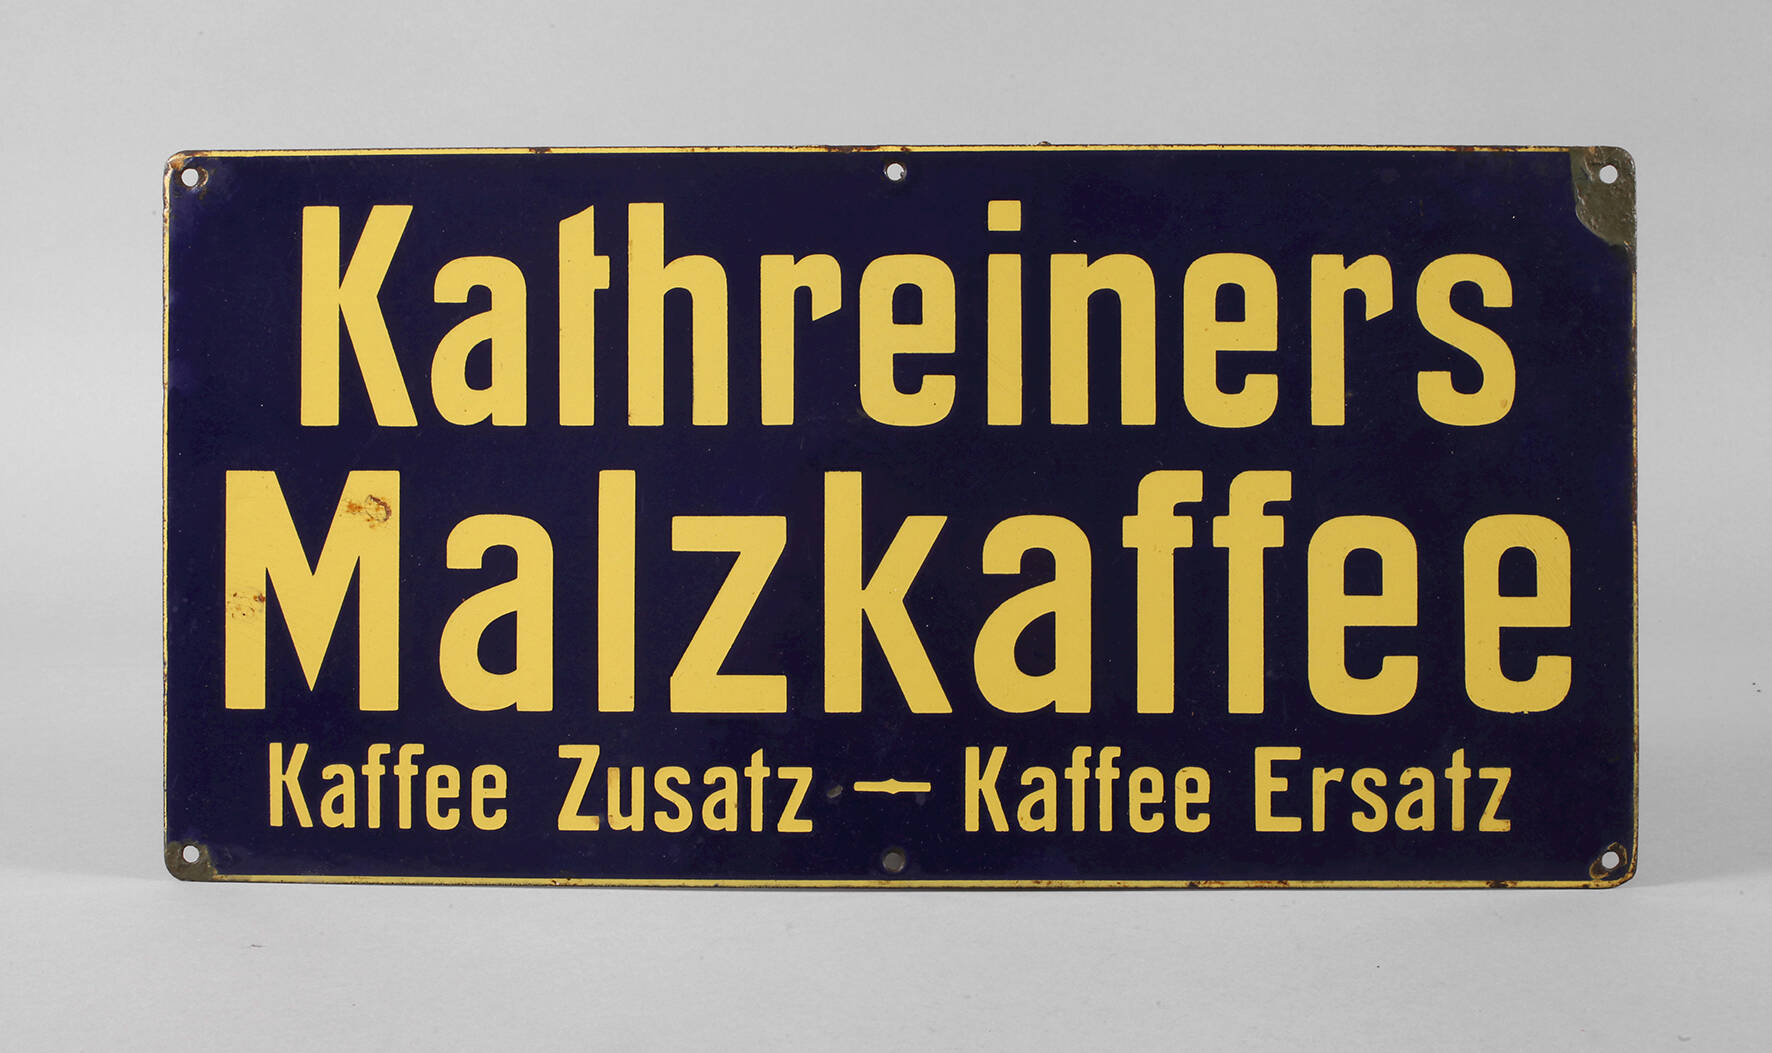 Kathreiners
Malzkaffee
Kaffee Zusatz — Kaffee Ersatz